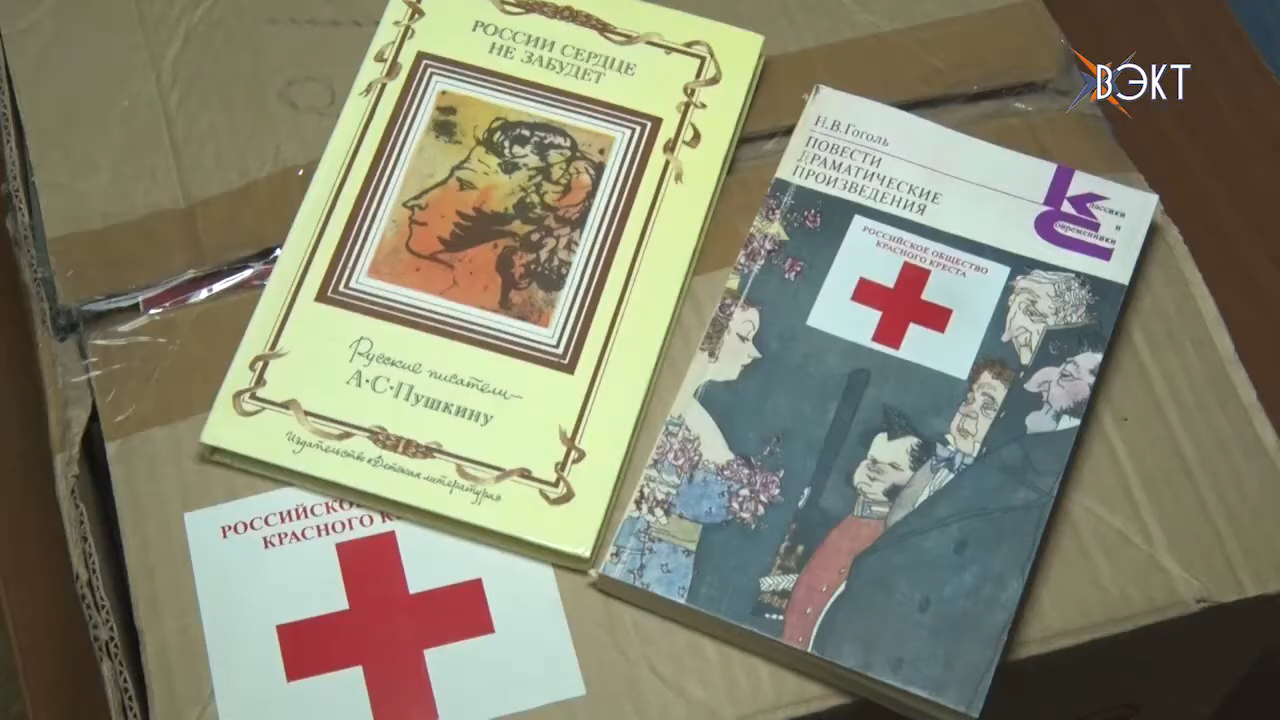 ВЭКТ
РОССИИ СЕРДЦЕ
НЕ ЗАБУДЕТ
Русские писатели–
А·С·Пушкину
Издательство «Детская литература»
Н.В.Гоголь
ПОВЕСТИ
ДРАМАТИЧЕСКИЕ
ПРОИЗВЕДЕНИЯ
Классики
и
Современники
РОССИЙСКОЕ ОБЩЕСТВО
КРАСНОГО КРЕСТА
РОССИЙСКОЕ
КРАСНОГО